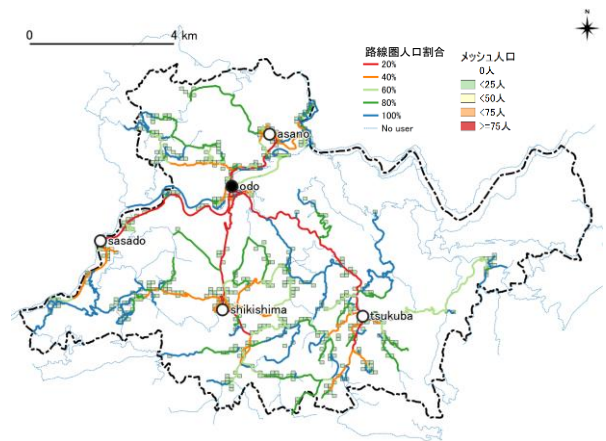 0 4 km
路線圏人口割合
20%
40%
60%
80%
100%
No user
メッシュ人口
0人
<25人
<50人
<75人
>=75人
asano
odo
sasado
shikishima
tsukuba